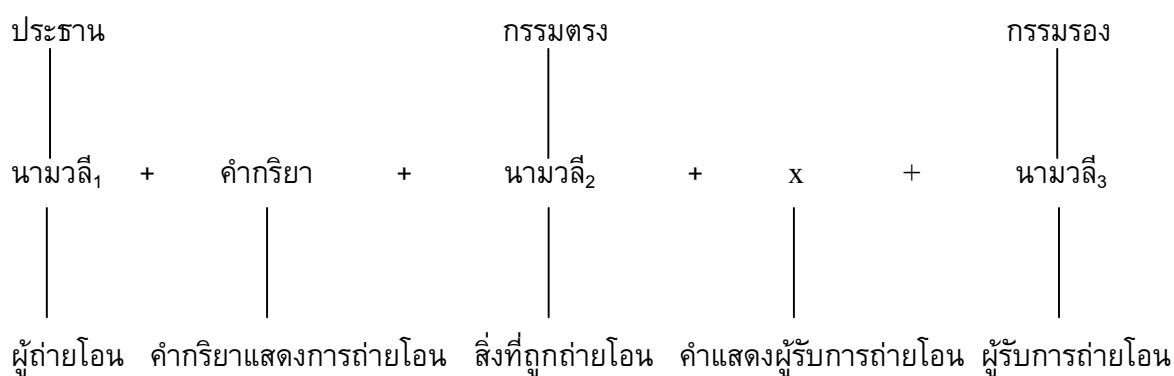 ประธาน กรรมตรง กรรมรอง
นามวลี₁ + คำกริยา + นามวลี₂ + x + นามวลี₃
ผู้ถ่ายโอน คำกริยาแสดงการถ่ายโอน สิ่งที่ถูกถ่ายโอน คำแสดงผู้รับการถ่ายโอน ผู้รับการถ่ายโอน